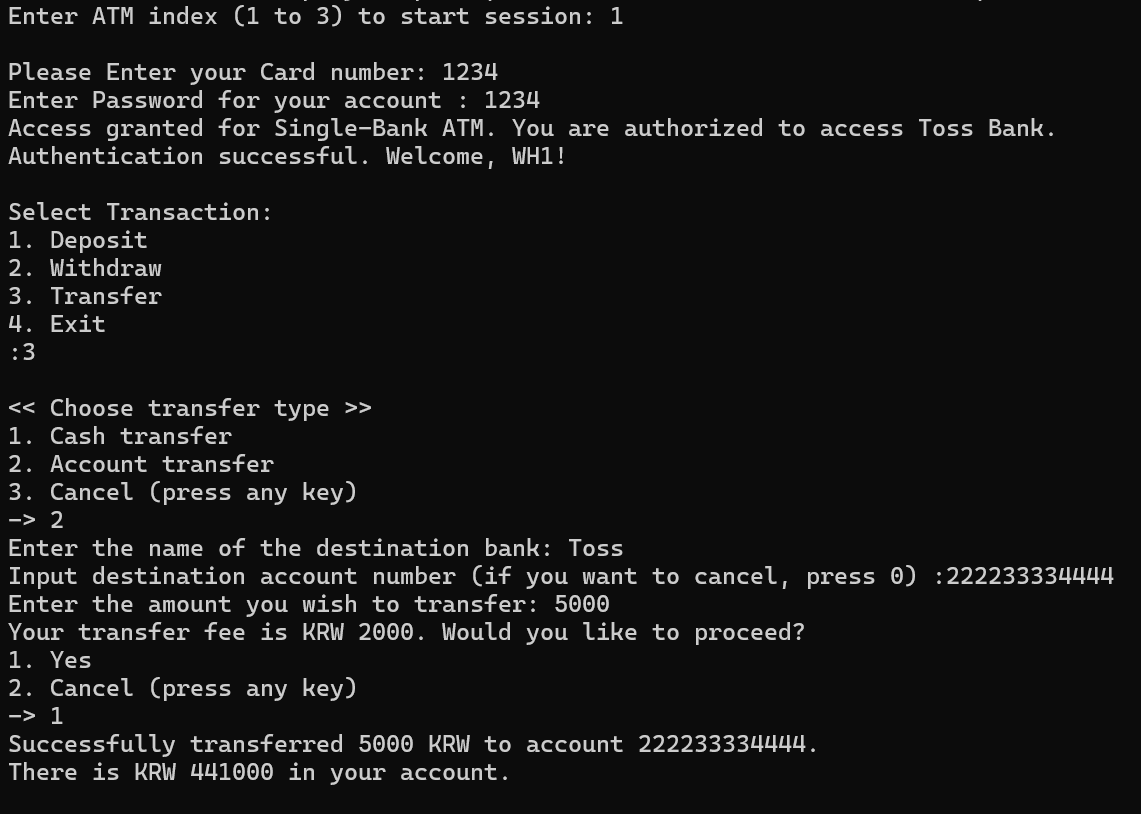 Enter ATM index (1 to 3) to start session: 1
Please Enter your Card number: 1234
Enter Password for your account : 1234
Access granted for Single-Bank ATM. You are authorized to access Toss Bank.
Authentication successful. Welcome, WH1!
Select Transaction:
1. Deposit
2. Withdraw
3. Transfer
4. Exit
:3
<< Choose transfer type >>
1. Cash transfer
2. Account transfer
3. Cancel (press any key)
-> 2
Enter the name of the destination bank: Toss
Input destination account number (if you want to cancel, press 0) :222233334444
Enter the amount you wish to transfer: 5000
Your transfer fee is KRW 2000. Would you like to proceed?
1. Yes
2. Cancel (press any key)
-> 1
Successfully transferred 5000 KRW to account 222233334444.
There is KRW 441000 in your account.